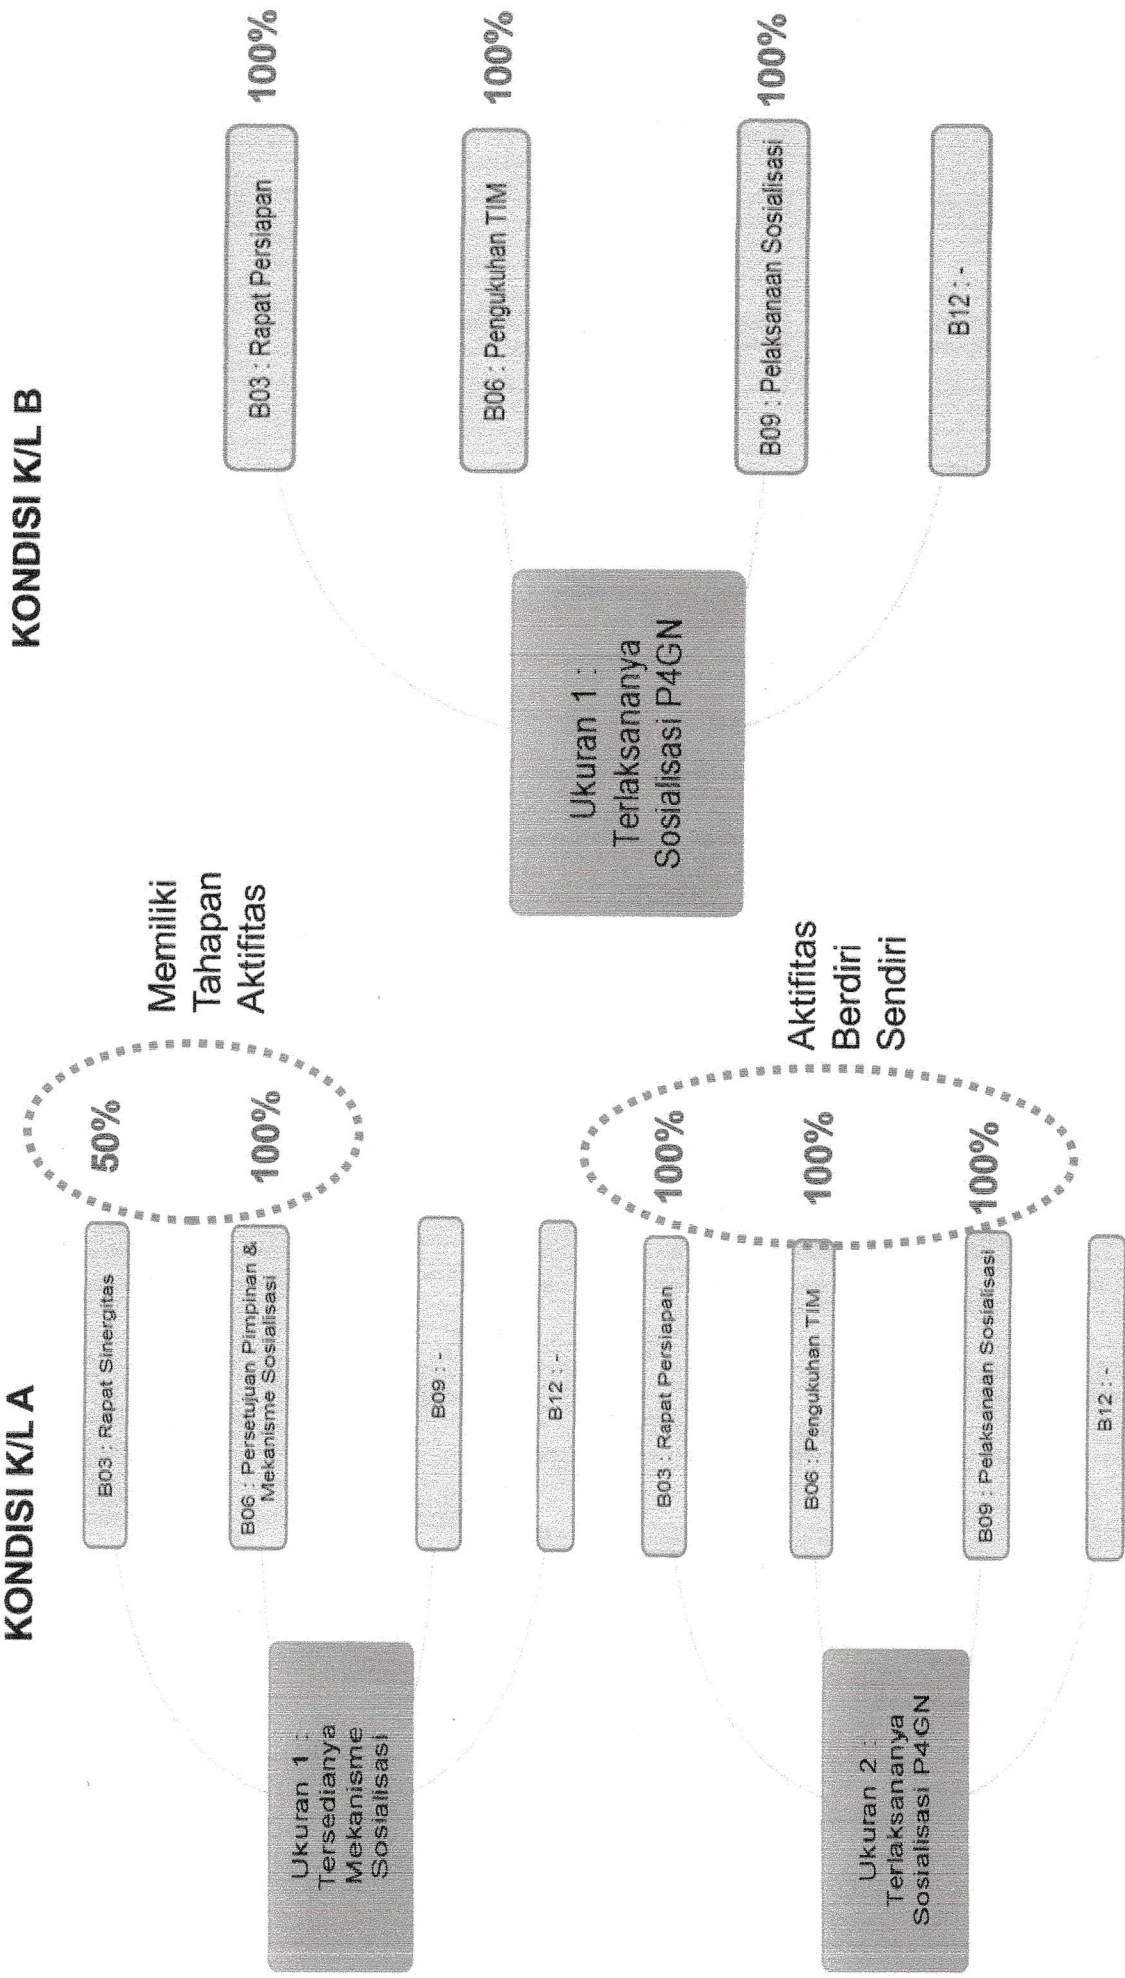 KONDISI K/L A
Ukuran 1 :
Tersedianya
Mekanisme
Sosialisasi
B03 : Rapat Sinergitas
50%
B06 : Persetujuan Pimpinan &
Mekanisme Sosialisasi
100%
B09 : -
B12 : -
Memiliki
Tahapan
Aktifitas
Ukuran 2 :
Terlaksananya
Sosialisasi P4GN
B03 : Rapat Persiapan
100%
B06 : Pengukuhan TIM
100%
B09 : Pelaksanaan Sosialisasi
100%
B12 : -
Aktifitas
Berdiri
Sendiri
KONDISI K/L B
Ukuran 1 :
Terlaksananya
Sosialisasi P4GN
B03 : Rapat Persiapan
100%
B06 : Pengukuhan TIM
100%
B09 : Pelaksanaan Sosialisasi
100%
B12 : -